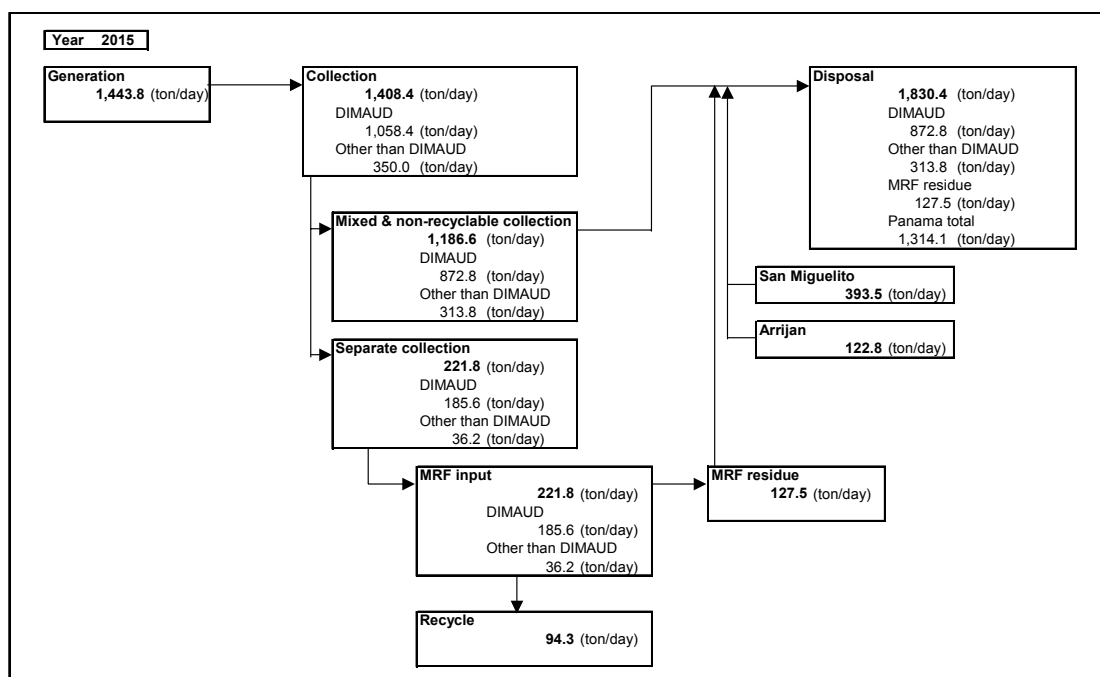 Year 2015
Generation
1,443.8 (ton/day)
Collection
1,408.4 (ton/day)
DIMAUD
1,058.4 (ton/day)
Other than DIMAUD
350.0 (ton/day)
Mixed & non-recyclable collection
1,186.6 (ton/day)
DIMAUD
872.8 (ton/day)
Other than DIMAUD
313.8 (ton/day)
Separate collection
221.8 (ton/day)
DIMAUD
185.6 (ton/day)
Other than DIMAUD
36.2 (ton/day)
MRF input
221.8 (ton/day)
DIMAUD
185.6 (ton/day)
Other than DIMAUD
36.2 (ton/day)
Recycle
94.3 (ton/day)
MRF residue
127.5 (ton/day)
Disposal
1,830.4 (ton/day)
DIMAUD
872.8 (ton/day)
Other than DIMAUD
313.8 (ton/day)
MRF residue
127.5 (ton/day)
Panama total
1,314.1 (ton/day)
San Miguelito
393.5 (ton/day)
Arrijan
122.8 (ton/day)